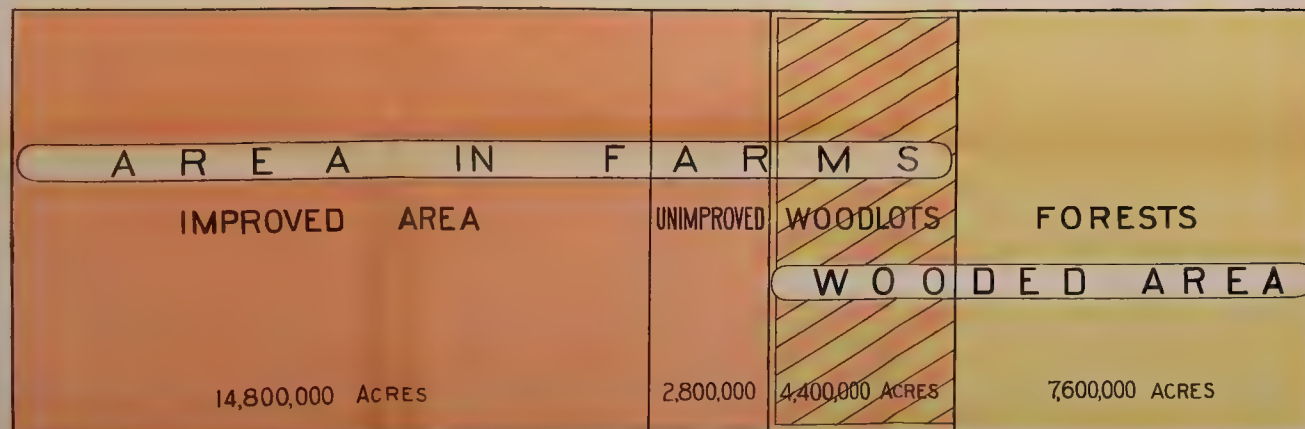 AREA IN FARMS
IMPROVED AREA UNIMPROVED WOODLOTS FORESTS
WOODED AREA
14,800,000 ACRES 2,800,000 4,400,000 ACRES 7,600,000 ACRES